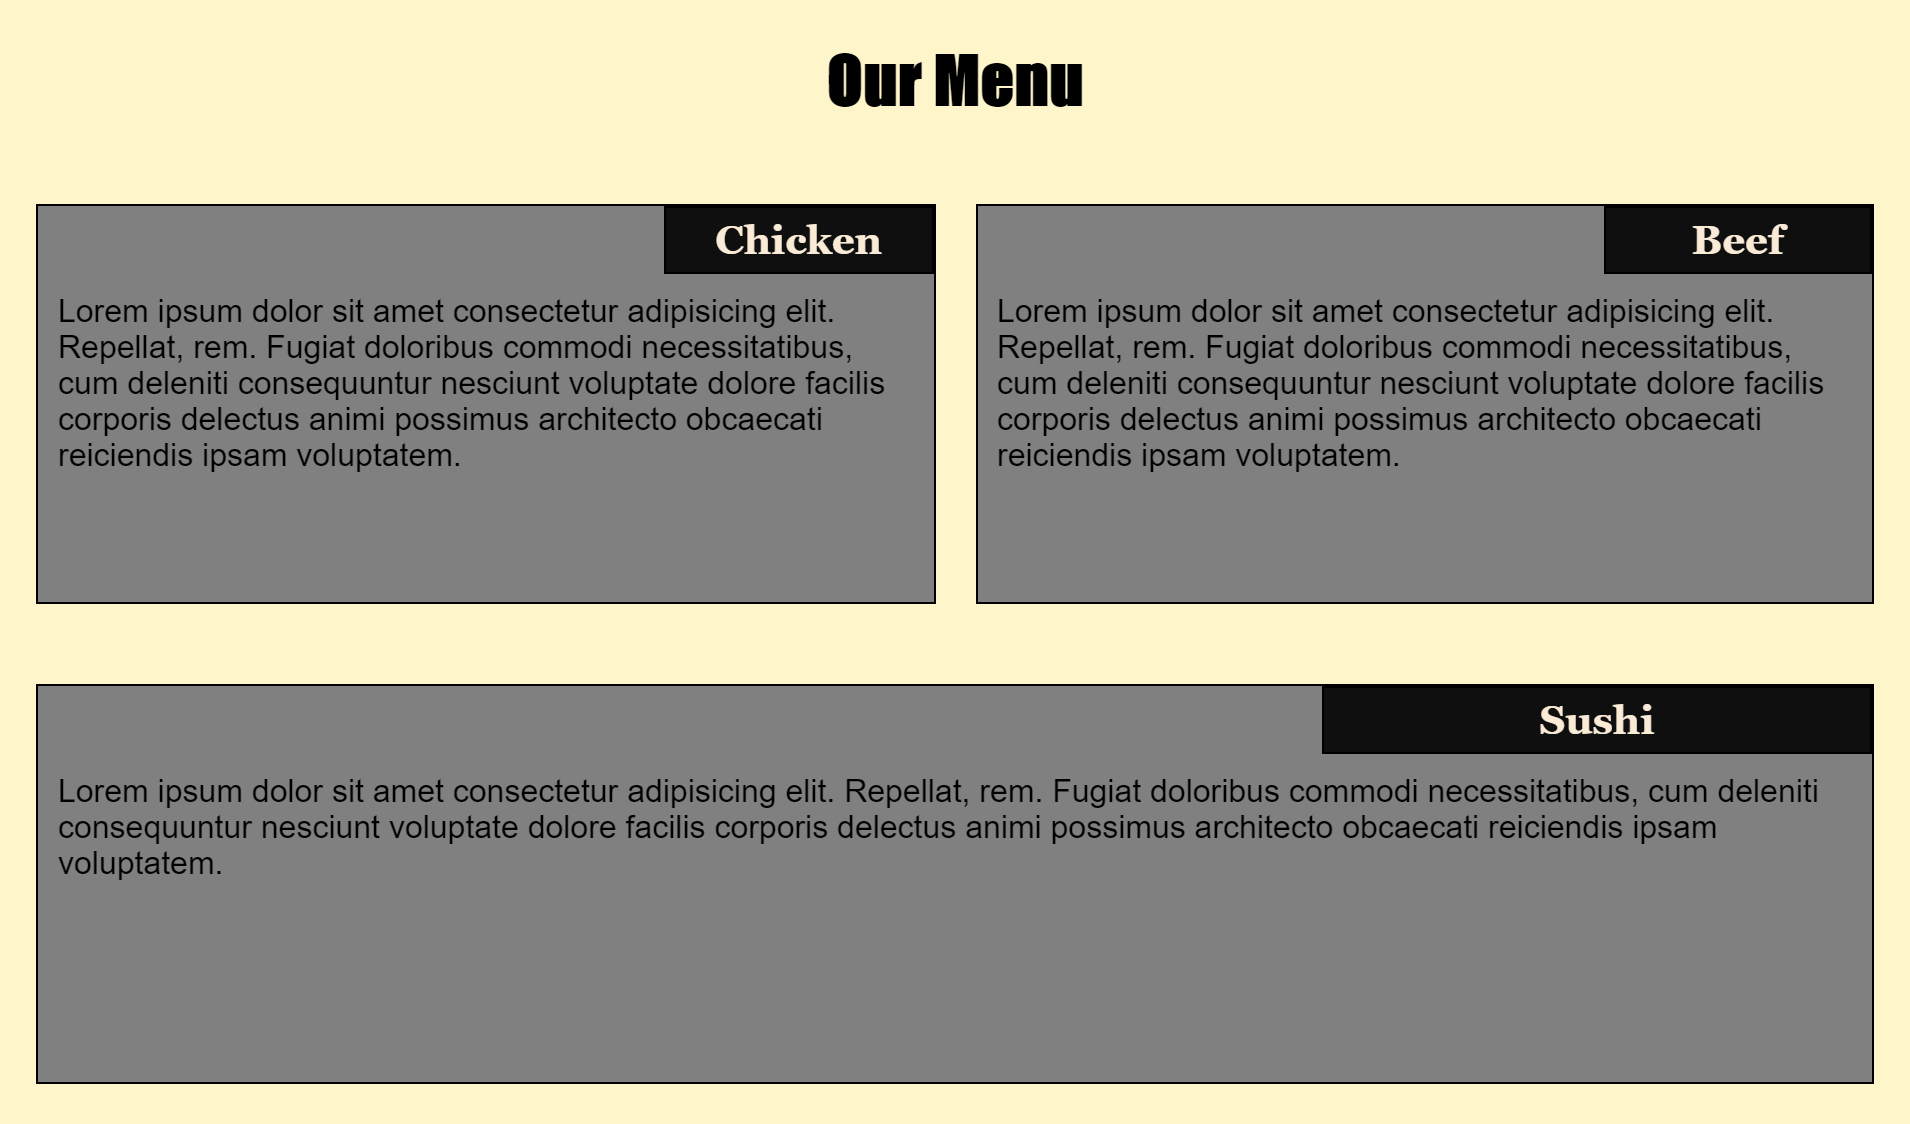 Our Menu
Chicken
Lorem ipsum dolor sit amet consectetur adipisicing elit.
Repellat, rem. Fugiat doloribus commodi necessitatibus,
cum deleniti consequuntur nesciunt voluptate dolore facilis
corporis delectus animi possimus architecto obcaecati
reiciendis ipsam voluptatem.
Beef
Lorem ipsum dolor sit amet consectetur adipisicing elit.
Repellat, rem. Fugiat doloribus commodi necessitatibus,
cum deleniti consequuntur nesciunt voluptate dolore facilis
corporis delectus animi possimus architecto obcaecati
reiciendis ipsam voluptatem.
Sushi
Lorem ipsum dolor sit amet consectetur adipisicing elit. Repellat, rem. Fugiat doloribus commodi necessitatibus, cum deleniti
consequuntur nesciunt voluptate dolore facilis corporis delectus animi possimus architecto obcaecati reiciendis ipsam
voluptatem.